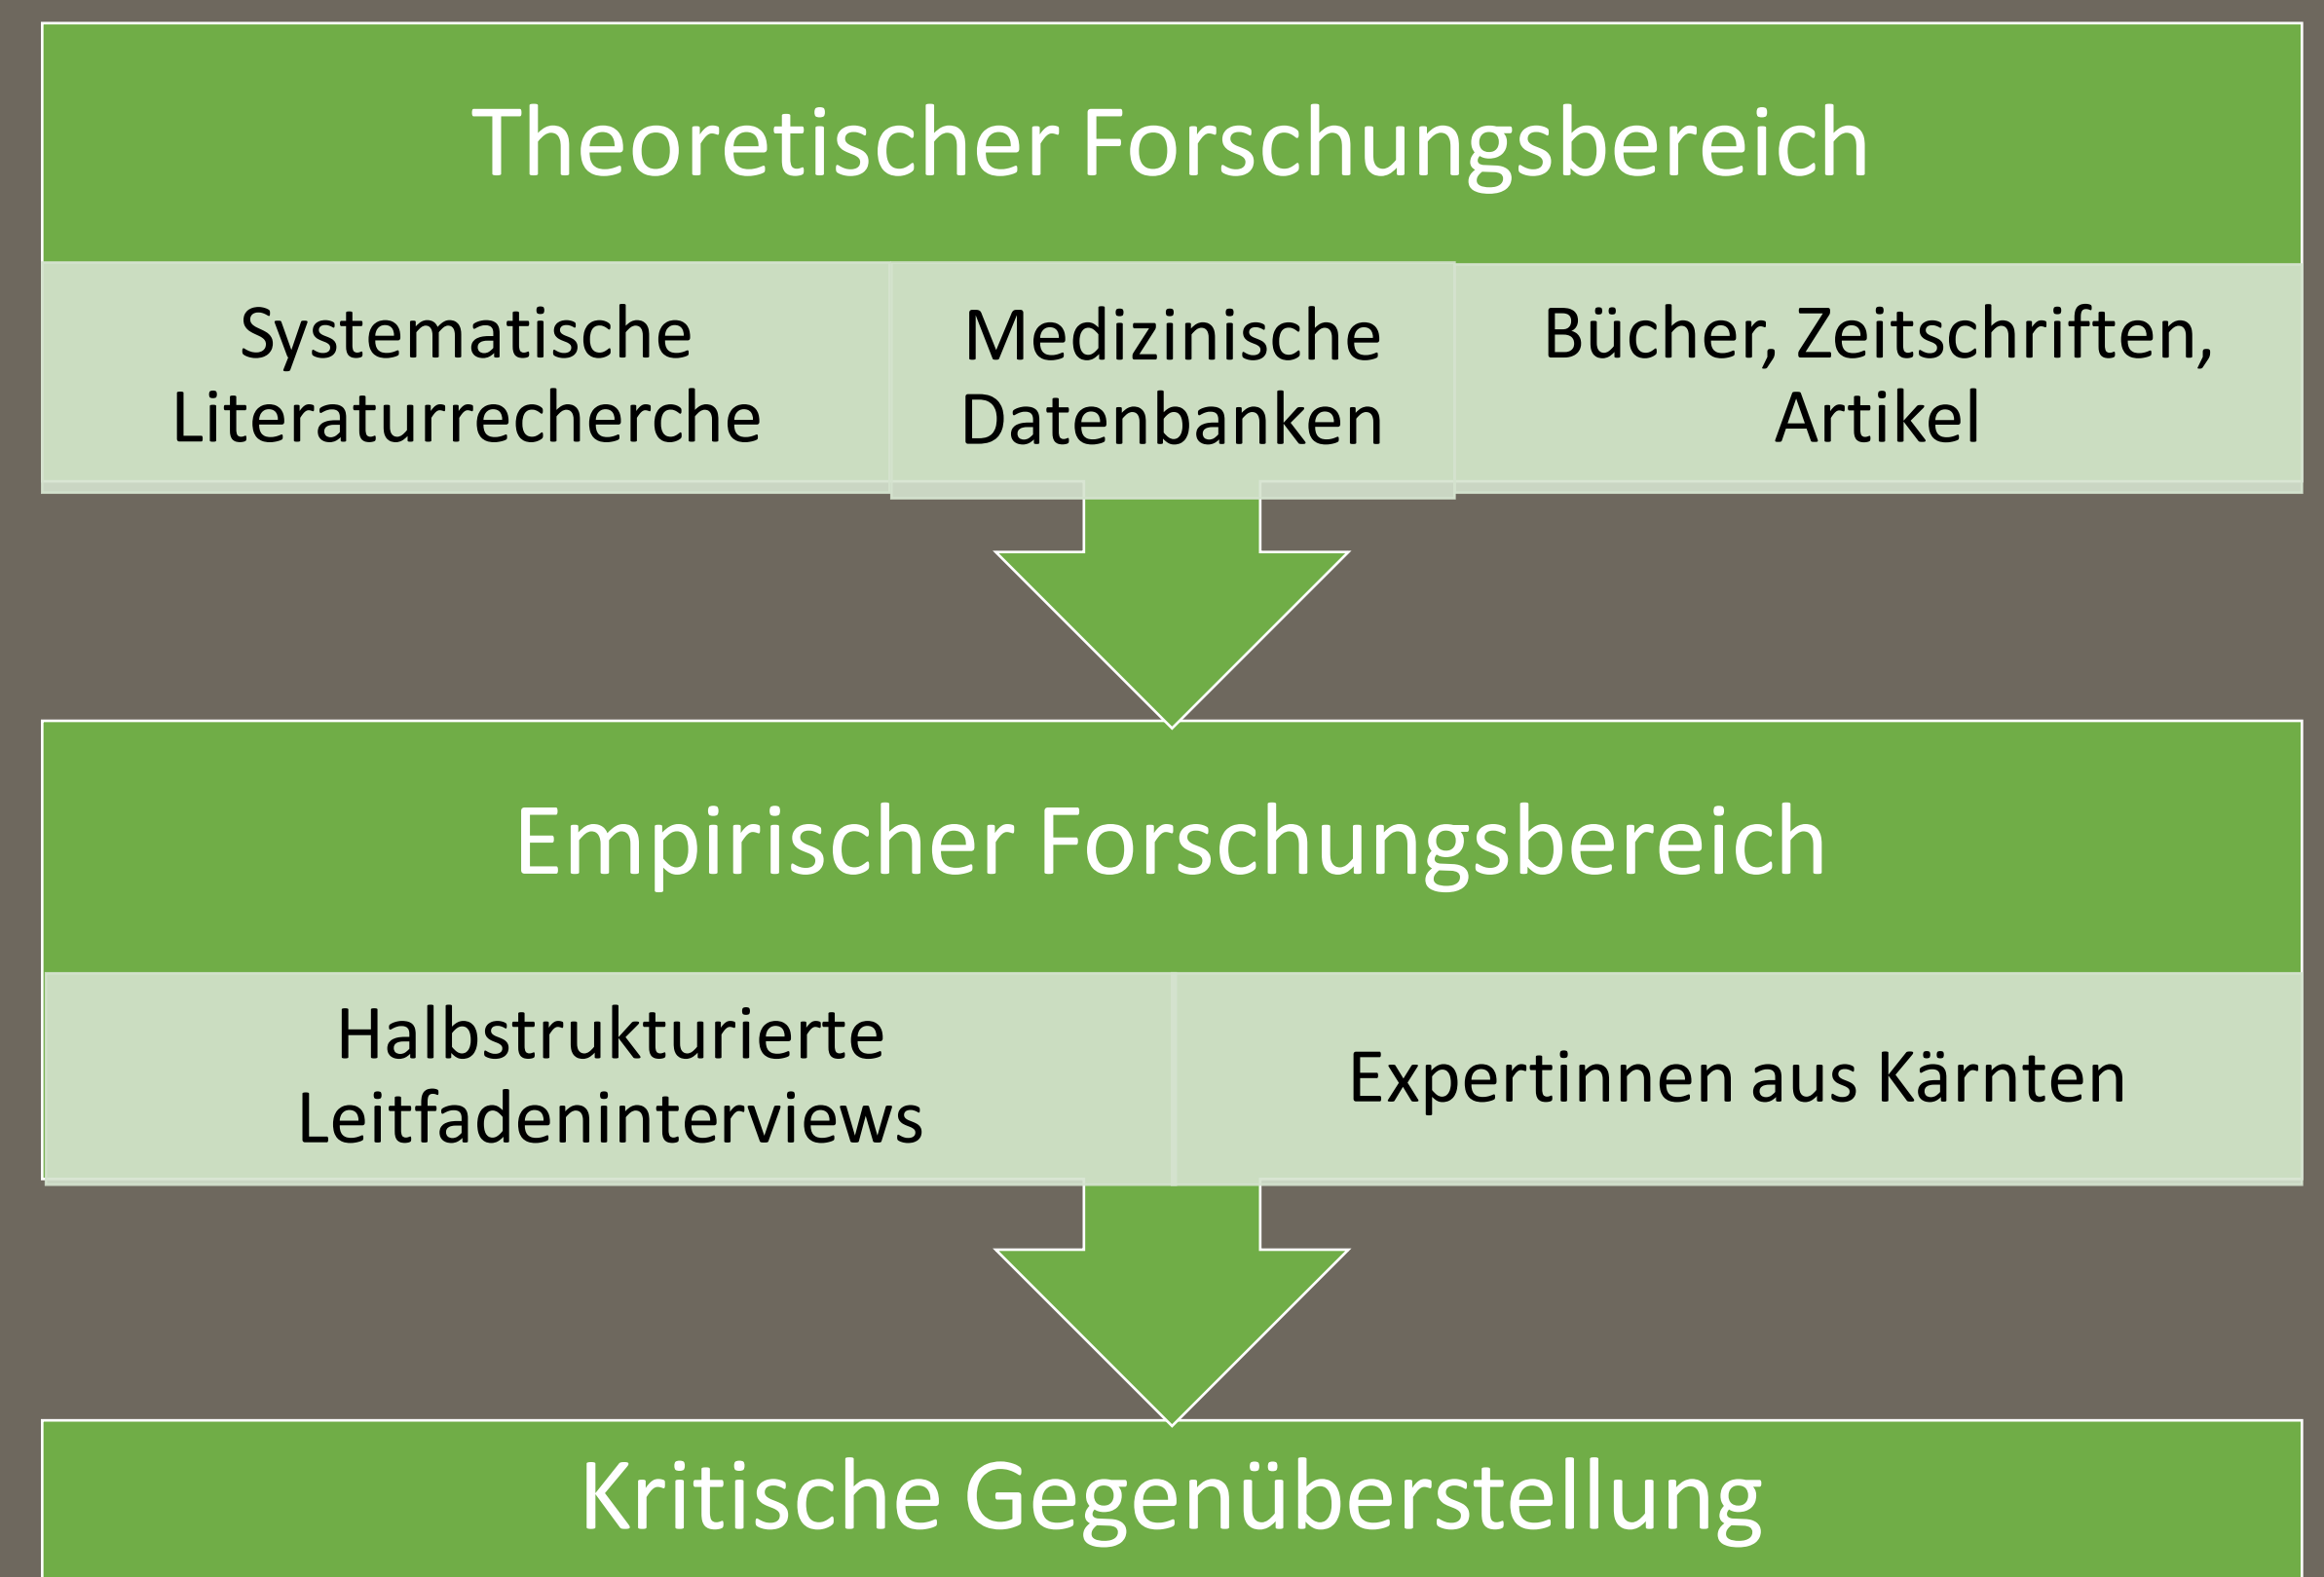 Theoretischer Forschungsbereich
Systematische
Literaturrecherche
Medizinische
Datenbanken
Bücher, Zeitschriften,
Artikel
Empirischer Forschungsbereich
Halbstrukturierte
Leitfadeninterviews
Expertinnen aus Kärnten
Kritische Gegenüberstellung